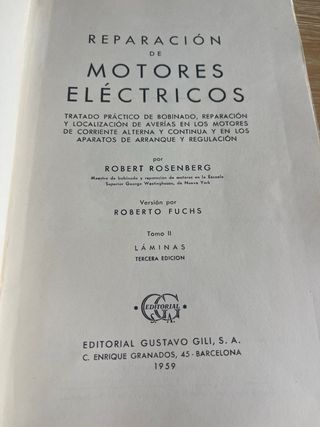 REPARACIÓN
DE
MOTORES
ELÉCTRICOS
TRATADO PRÁCTICO DE BOBINADO, REPARACIÓN
Y LOCALIZACIÓN DE AVERÍAS EN LOS MOTORES
DE CORRIENTE ALTERNA Y CONTINUA Y EN LOS
APARATOS DE ARRANQUE Y REGULACIÓN
por
ROBERT ROSENBERG
Maestro de bobinado y reparación de motores en la Escuela
Superior George Westinghouse, de Nueva York
Versión por
ROBERTO FUCHS
Tomo II
LÁMINAS
TERCERA EDICION
EDITORIAL
G G
S. A.
EDITORIAL GUSTAVO GILI, S. A.
C. ENRIQUE GRANADOS, 45 - BARCELONA
1959